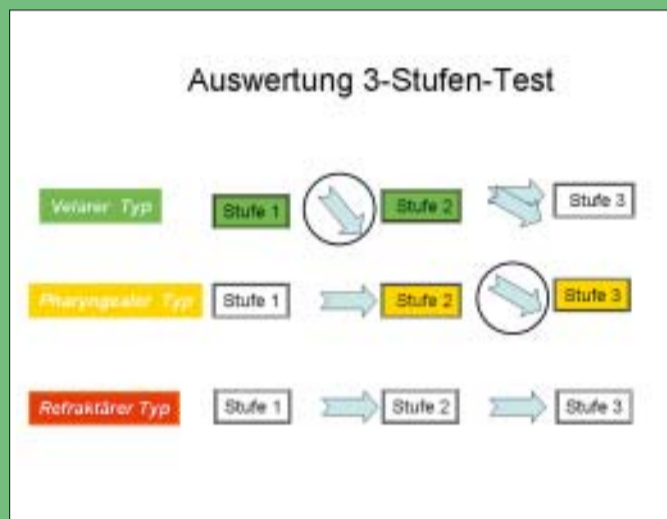 Auswertung 3-Stufen-Test
Velarer Typ Stufe 1 Stufe 2 Stufe 3
Pharyngealer Typ Stufe 1 Stufe 2 Stufe 3
Refraktärer Typ Stufe 1 Stufe 2 Stufe 3